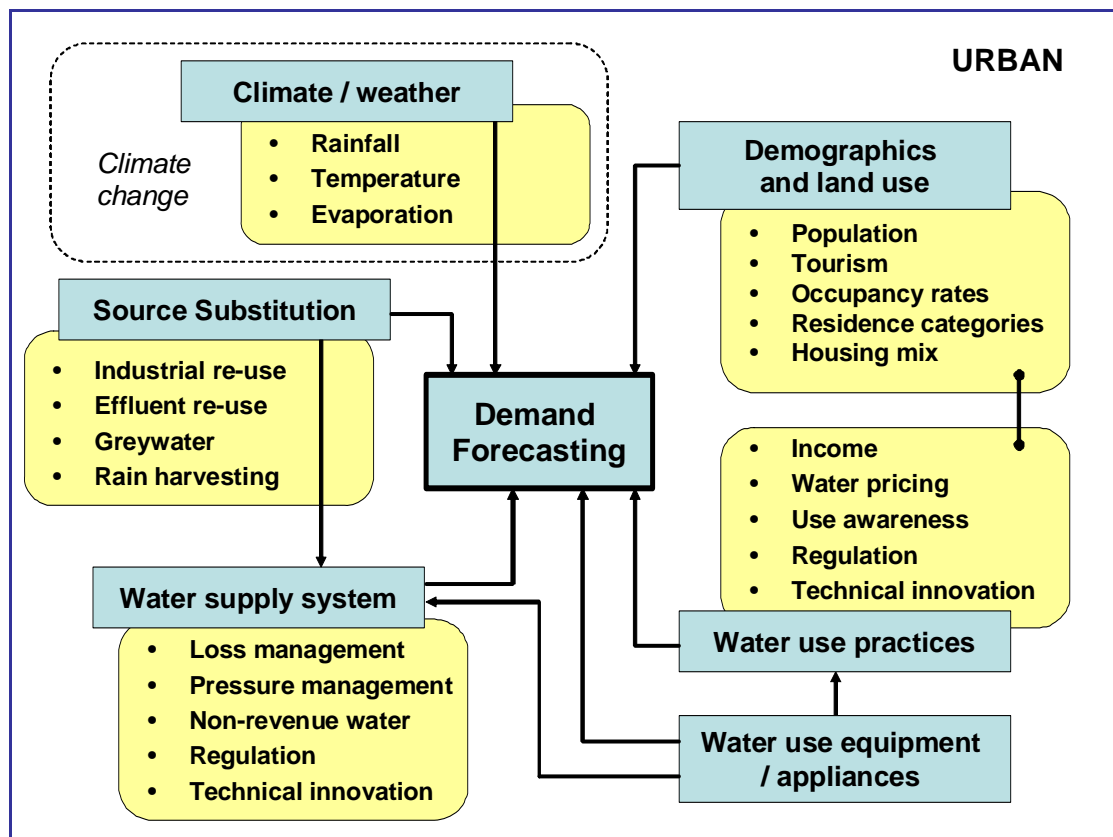 URBAN
Climate / weather
• Rainfall
• Temperature
• Evaporation
Climate
change
Demographics
and land use
• Population
• Tourism
• Occupancy rates
• Residence categories
• Housing mix
Source Substitution
• Industrial re-use
• Effluent re-use
• Greywater
• Rain harvesting
Demand
Forecasting
• Income
• Water pricing
• Use awareness
• Regulation
• Technical innovation
Water use practices
Water supply system
• Loss management
• Pressure management
• Non-revenue water
• Regulation
• Technical innovation
Water use equipment
/ appliances